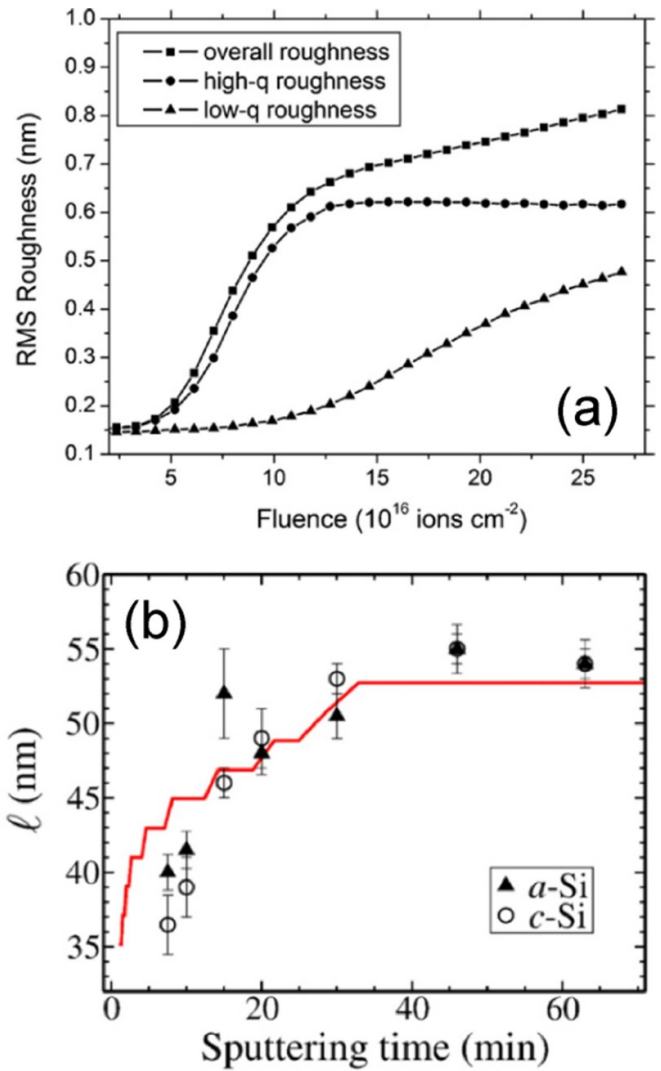 1.0
0.9
0.8
0.7
0.6
0.5
0.4
0.3
0.2
0.1
RMS Roughness (nm)
overall roughness
high-q roughness
low-q roughness
(a)
5 10 15 20 25
Fluence (10¹⁶ ions cm⁻²)
60
55
50
45
40
35
ℓ (nm)
(b)
a-Si
c-Si
0 20 40 60
Sputtering time (min)